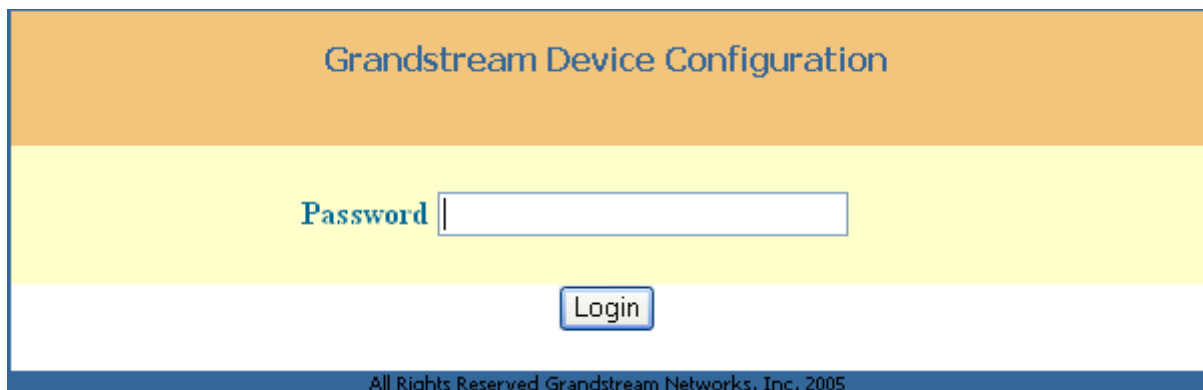 Grandstream Device Configuration
Password
Login
All Rights Reserved Grandstream Networks, Inc. 2005